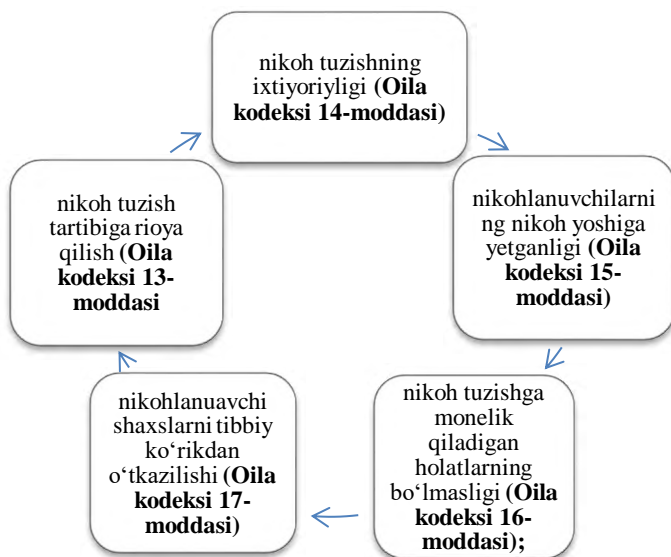 nikoh tuzishning
ixtiyoriyligi (Oila
kodeksi 14-moddasi)
nikohlanuvchilarni
ng nikoh yoshiga
yetganligi (Oila
kodeksi 15-
moddasi)
nikoh tuzishga
monelik
qiladigan
holatlarning
bo‘lmasligi (Oila
kodeksi 16-
moddasi);
nikohlanuavchi
shaxslarni tibbiy
ko‘rikdan
o‘tkazilishi (Oila
kodeksi 17-
moddasi)
nikoh tuzish
tartibiga rioya
qilish (Oila
kodeksi 13-
moddasi